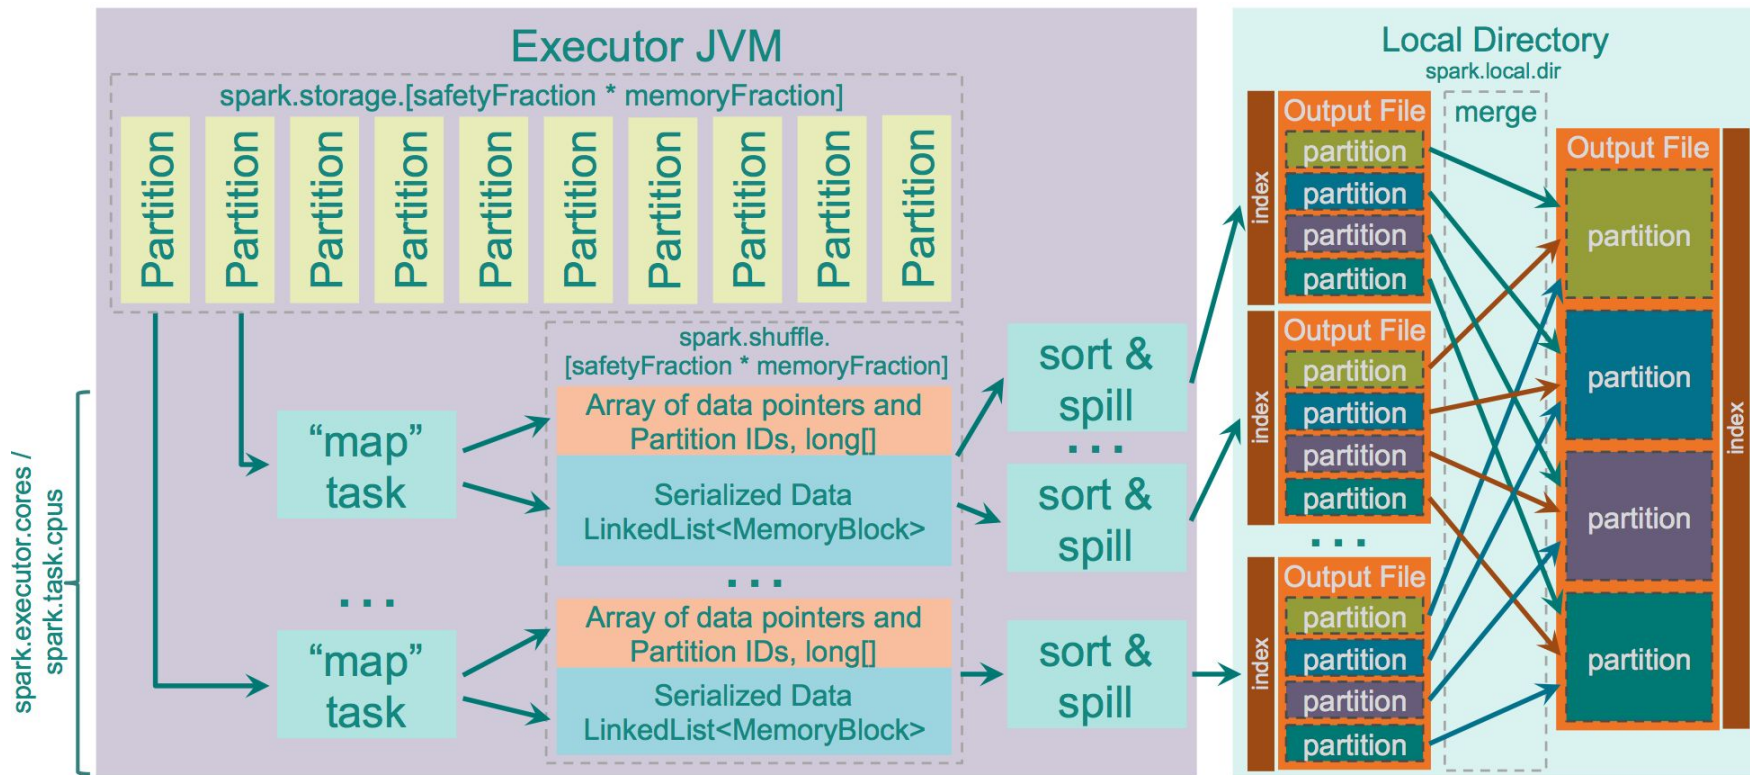 Executor JVM
spark.storage.[safetyFraction * memoryFraction]
Partition
Partition
Partition
Partition
Partition
Partition
Partition
Partition
Partition
Partition
spark.executor.cores /
spark.task.cpus
“map”
task
...
“map”
task
spark.shuffle.
[safetyFraction * memoryFraction]
Array of data pointers and
Partition IDs, long[]
Serialized Data
LinkedList<MemoryBlock>
...
Array of data pointers and
Partition IDs, long[]
Serialized Data
LinkedList<MemoryBlock>
sort &
spill
...
sort &
spill
sort &
spill
Local Directory
spark.local.dir
index
Output File
partition
partition
partition
partition
index
Output File
partition
partition
partition
partition
...
index
Output File
partition
partition
partition
partition
merge
Output File
partition
partition
partition
partition
index